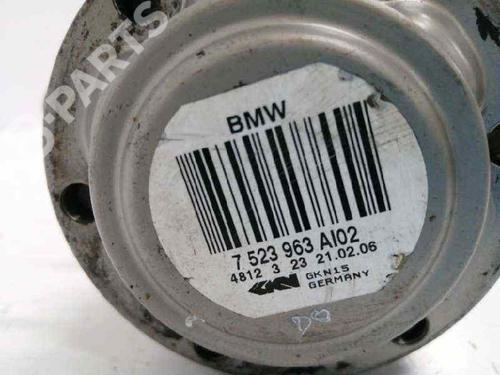 BMW
7 523 963 AI02
4812 3 23 21.02.06
GKN15
GERMANY